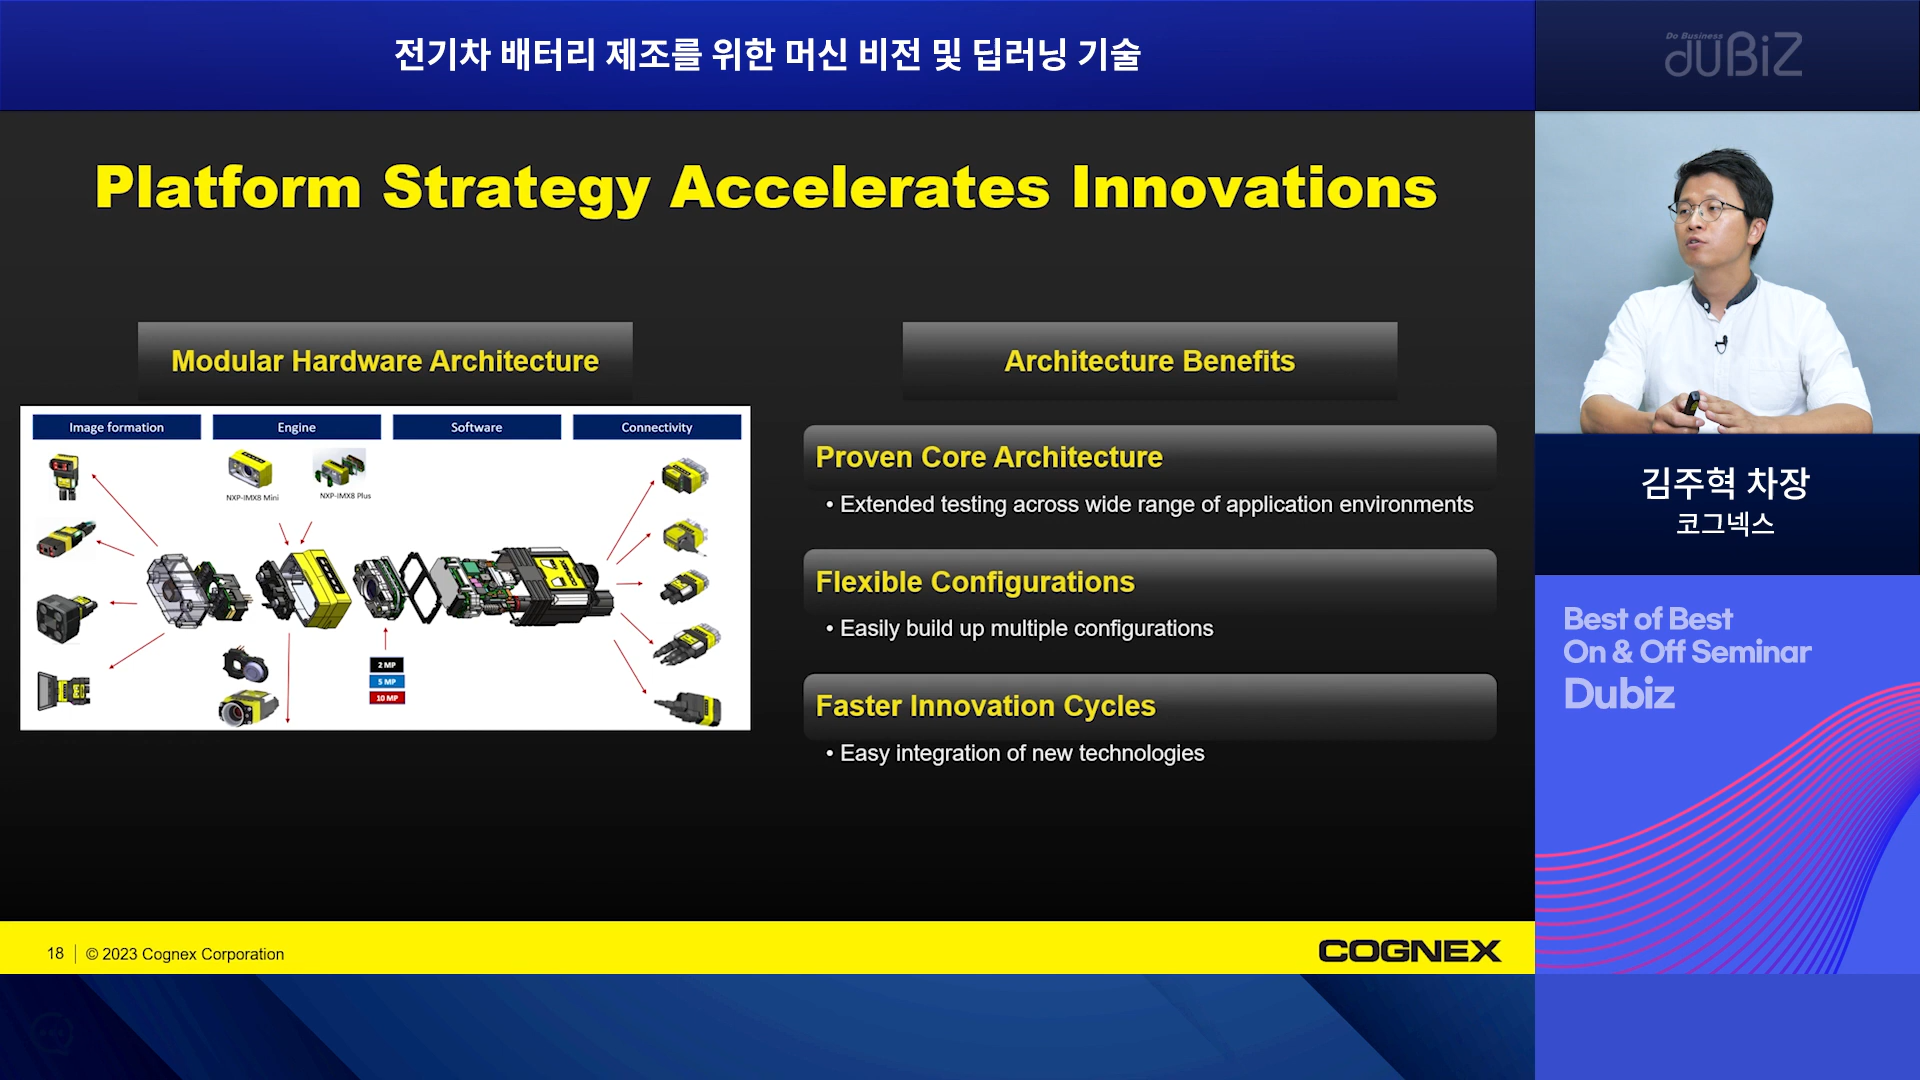 전기차 배터리 제조를 위한 머신 비전 및 딥러닝 기술
Do Business
duBiZ
Platform Strategy Accelerates Innovations
Modular Hardware Architecture
Image formation
Engine
Software
Connectivity
NXP-IMX8 Mini
NXP-IMX8 Plus
2 MP
5 MP
10 MP
Architecture Benefits
Proven Core Architecture
• Extended testing across wide range of application environments
Flexible Configurations
• Easily build up multiple configurations
Faster Innovation Cycles
• Easy integration of new technologies
김주혁 차장
코그넥스
Best of Best
On & Off Seminar
Dubiz
18
© 2023 Cognex Corporation
COGNEX